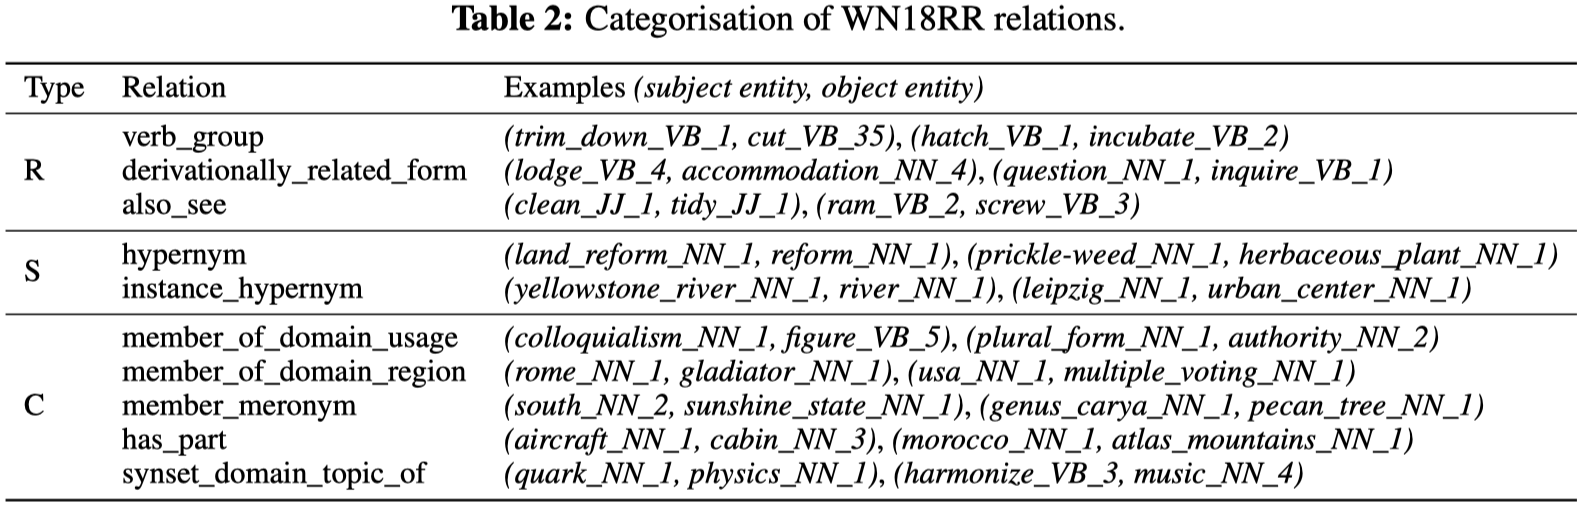 Table 2: Categorisation of WN18RR relations.
Type Relation Examples (subject entity, object entity)
R
verb_group (trim_down_VB_1, cut_VB_35), (hatch_VB_1, incubate_VB_2)
derivationally_related_form (lodge_VB_4, accommodation_NN_4), (question_NN_1, inquire_VB_1)
also_see (clean_JJ_1, tidy_JJ_1), (ram_VB_2, screw_VB_3)
S
hypernym (land_reform_NN_1, reform_NN_1), (prickle-weed_NN_1, herbaceous_plant_NN_1)
instance_hypernym (yellowstone_river_NN_1, river_NN_1), (leipzig_NN_1, urban_center_NN_1)
C
member_of_domain_usage (colloquialism_NN_1, figure_VB_5), (plural_form_NN_1, authority_NN_2)
member_of_domain_region (rome_NN_1, gladiator_NN_1), (usa_NN_1, multiple_voting_NN_1)
member_meronym (south_NN_2, sunshine_state_NN_1), (genus_carya_NN_1, pecan_tree_NN_1)
has_part (aircraft_NN_1, cabin_NN_3), (morocco_NN_1, atlas_mountains_NN_1)
synset_domain_topic_of (quark_NN_1, physics_NN_1), (harmonize_VB_3, music_NN_4)